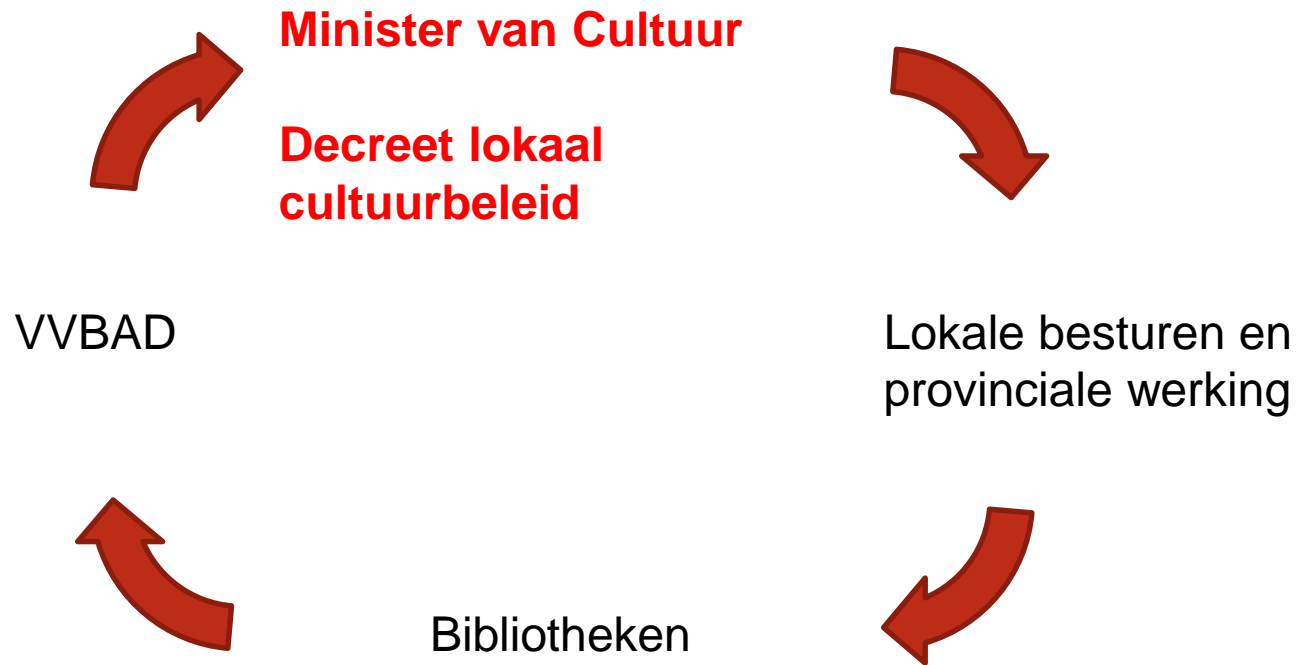 Minister van Cultuur
Decreet lokaal
cultuurbeleid
VVBAD
Lokale besturen en
provinciale werking
Bibliotheken